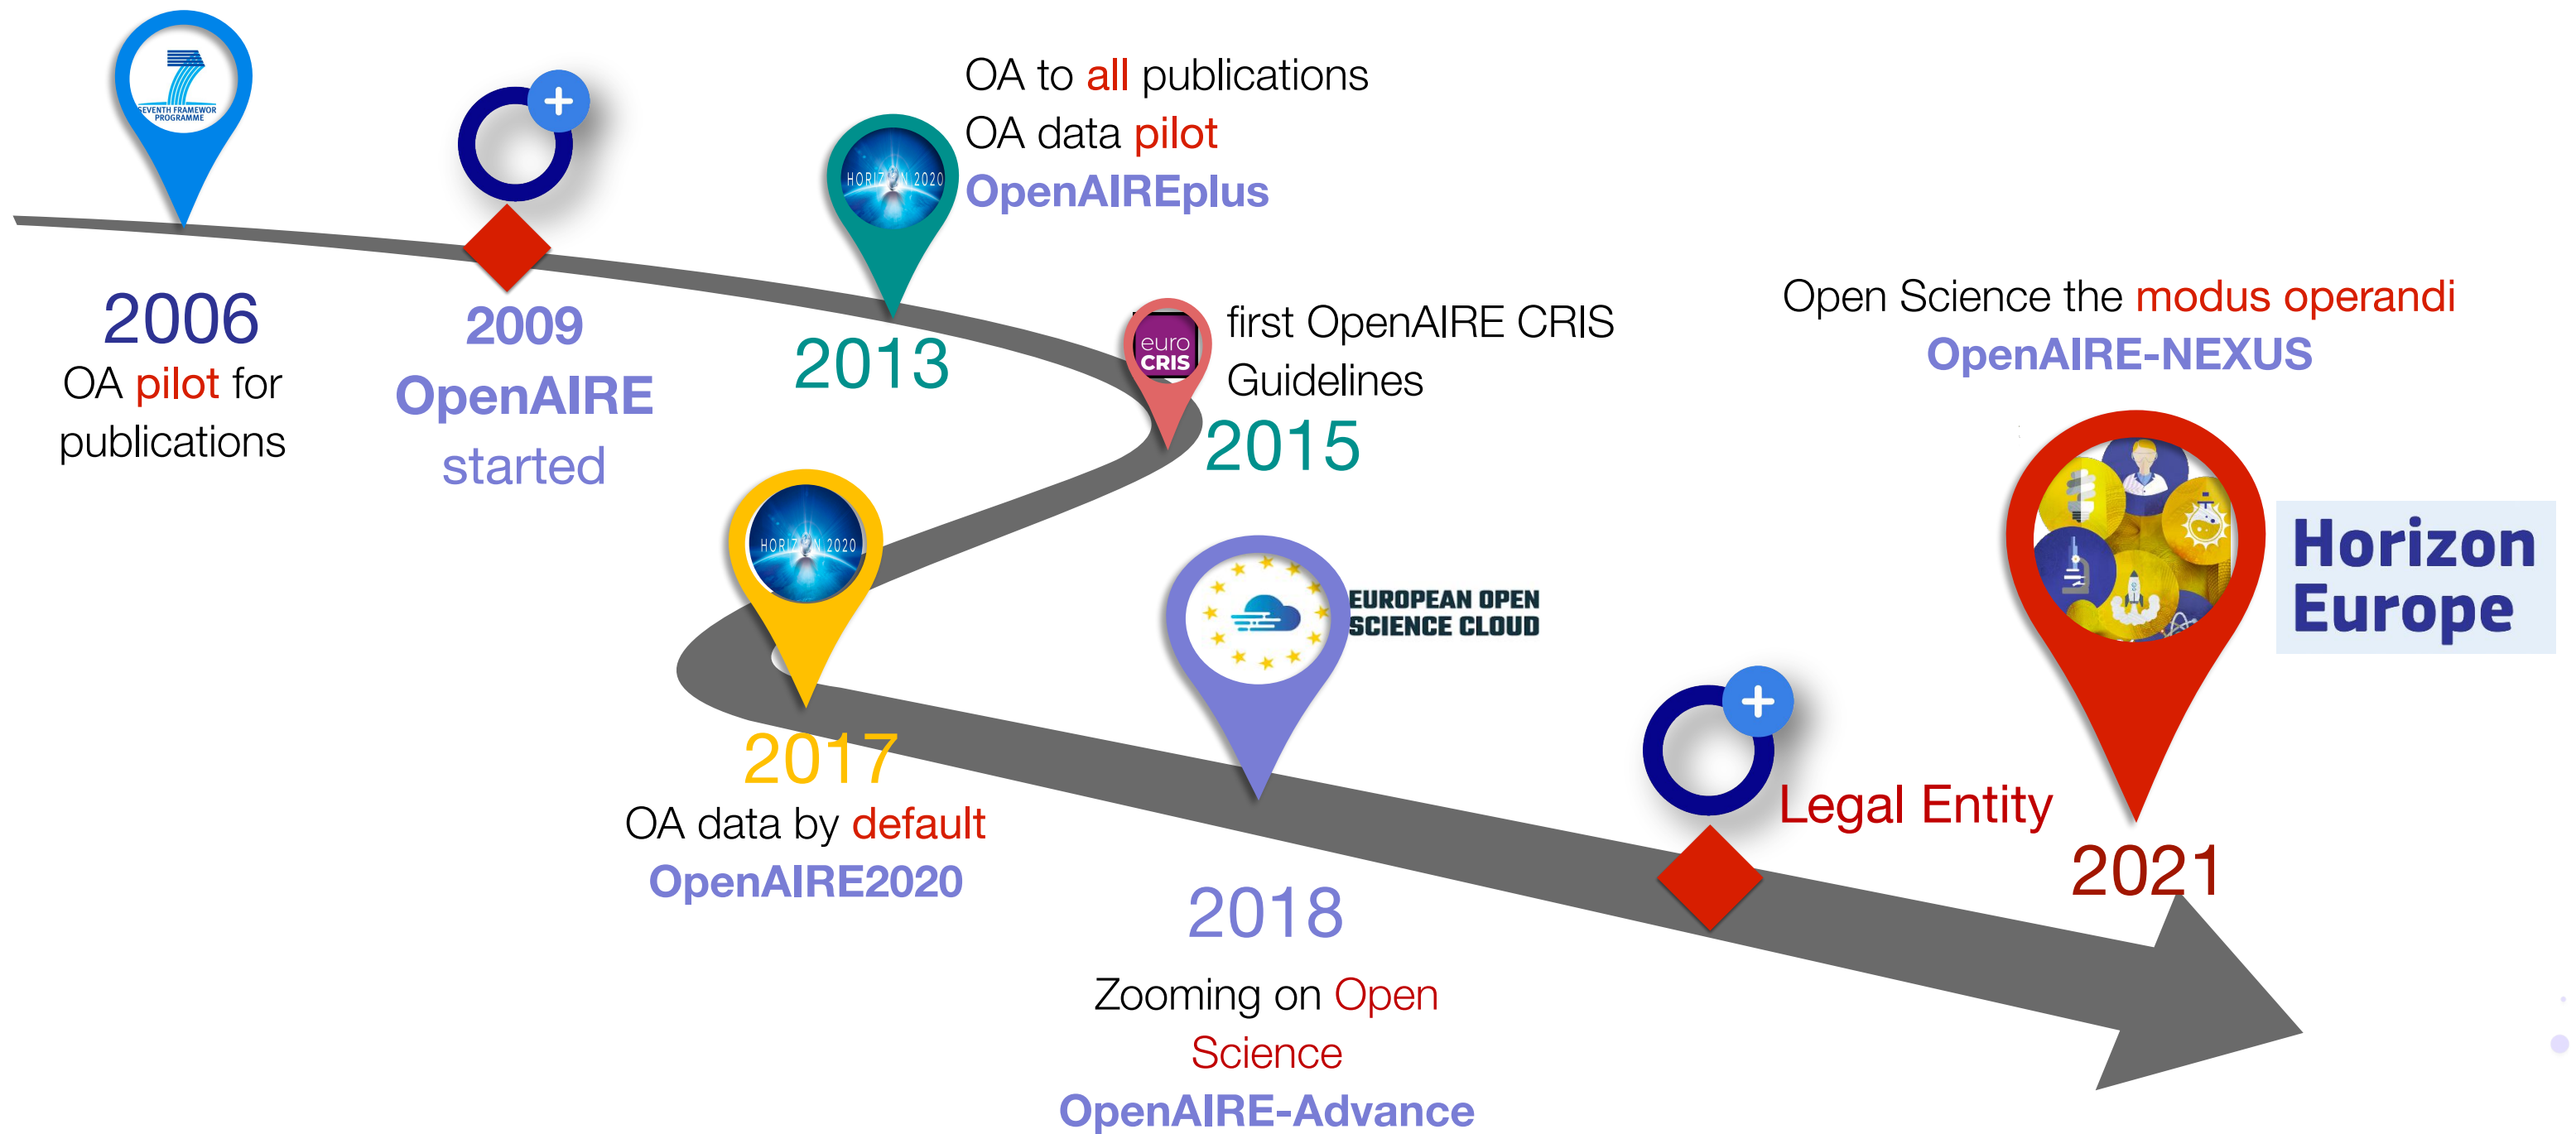 SEVENTH FRAMEWOR
PROGRAMME
2006
OA pilot for
publications
+
2009
OpenAIRE
started
HORIZON 2020
OA to all publications
OA data pilot
OpenAIREplus
2013
euro
CRIS
first OpenAIRE CRIS
Guidelines
2015
HORIZON 2020
2017
OA data by default
OpenAIRE2020
EUROPEAN OPEN
SCIENCE CLOUD
2018
Zooming on Open
Science
OpenAIRE-Advance
+
Legal Entity
Open Science the modus operandi
OpenAIRE-NEXUS
Horizon
Europe
2021